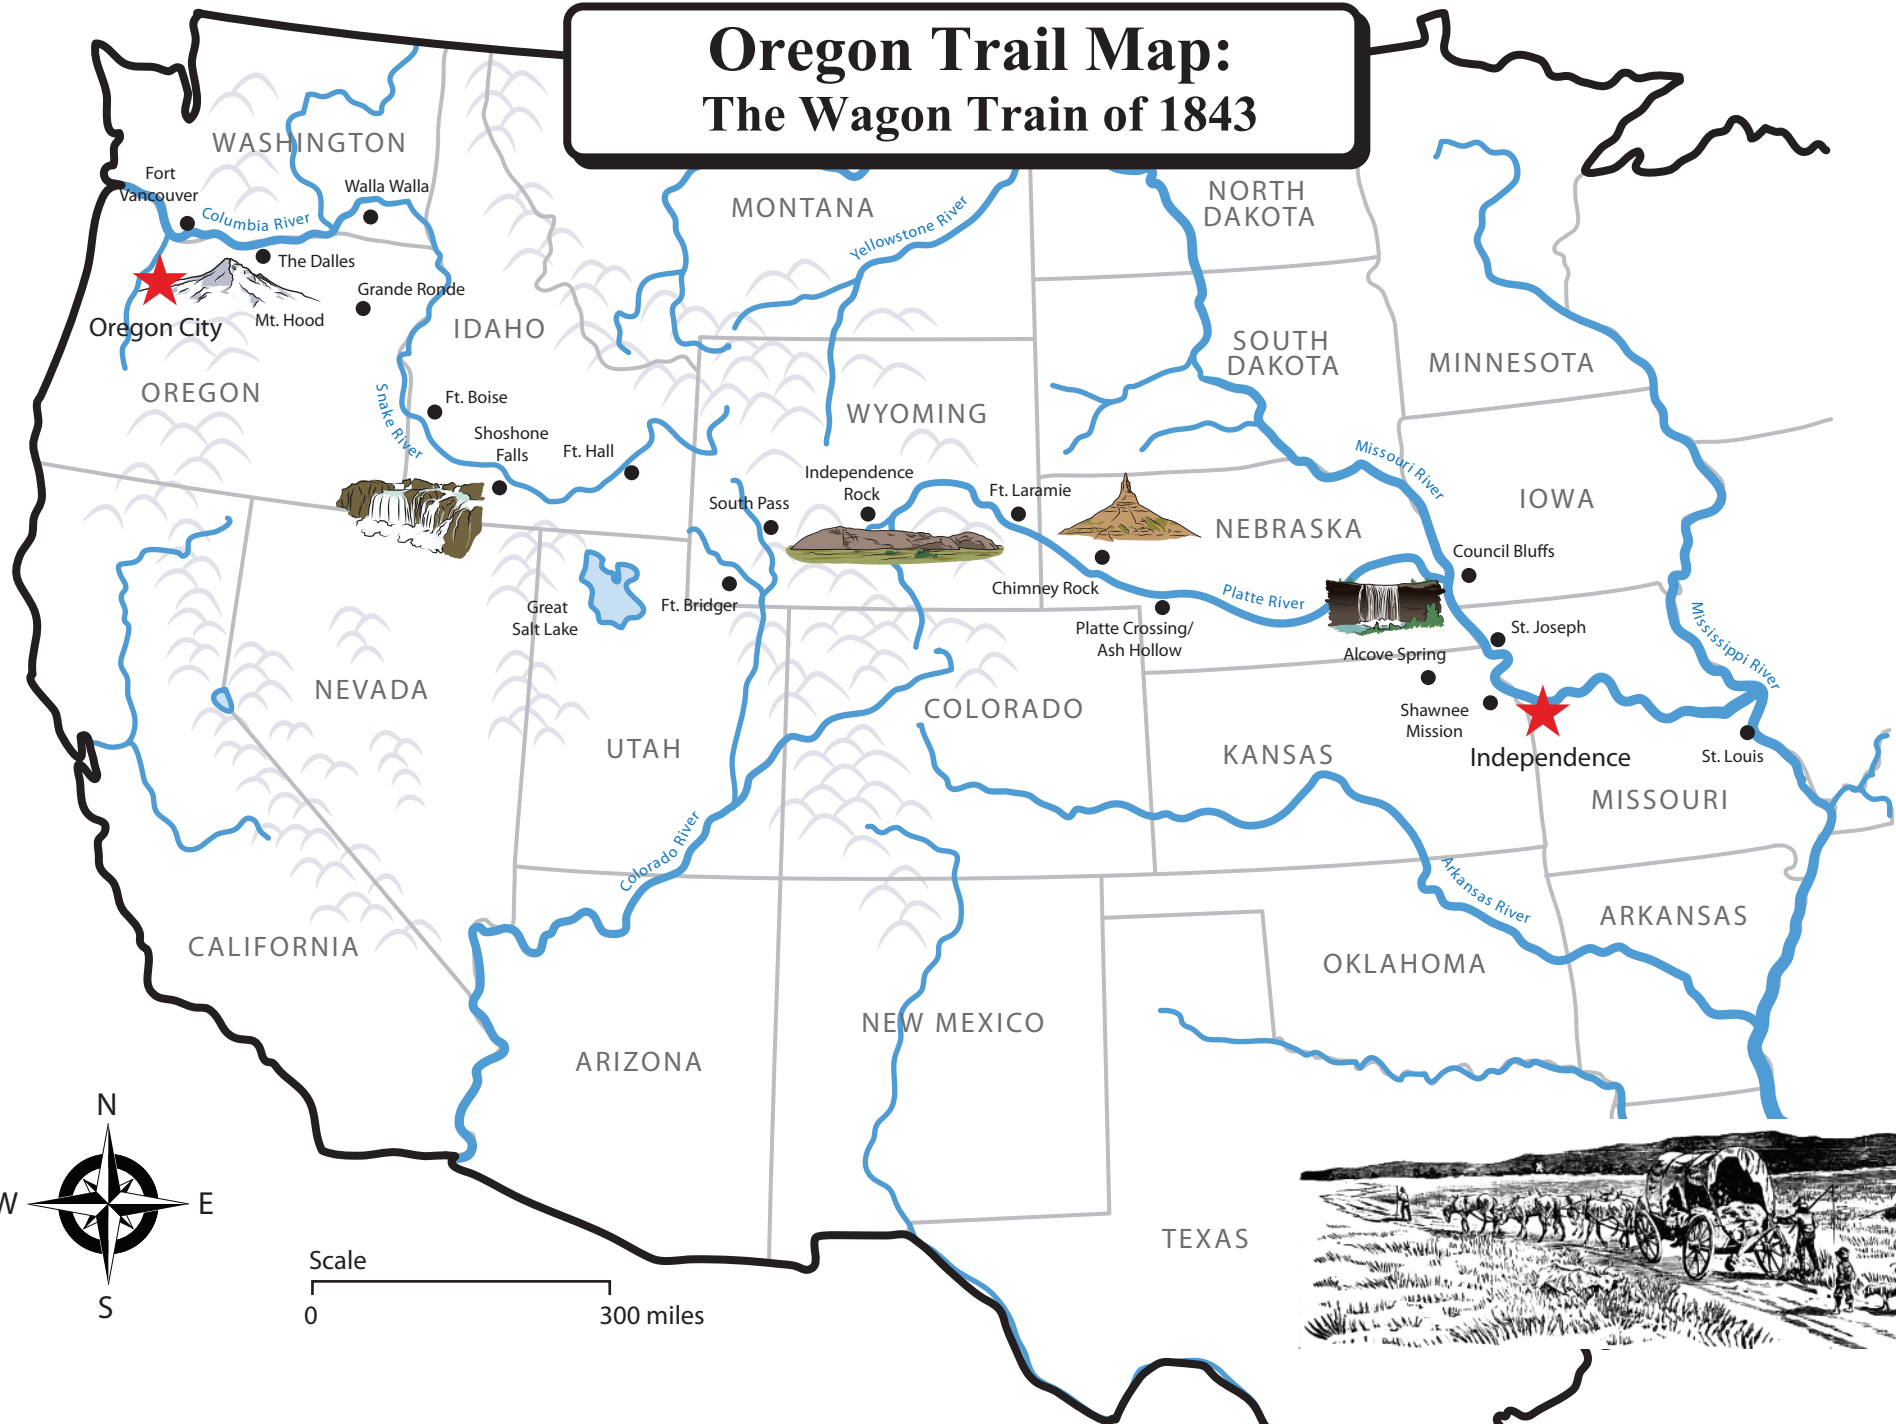 Oregon Trail Map:
The Wagon Train of 1843
WASHINGTON
Fort
Vancouver
Walla Walla
Columbia River
The Dalles
Grande Ronde
Mt. Hood
Oregon City
OREGON
IDAHO
MONTANA
Yellowstone River
NORTH
DAKOTA
SOUTH
DAKOTA
MINNESOTA
WYOMING
Snake River
Ft. Boise
Shoshone
Falls
Ft. Hall
South Pass
Independence
Rock
Ft. Laramie
Missouri River
IOWA
NEBRASKA
Council Bluffs
Chimney Rock
Platte River
Great
Salt Lake
Ft. Bridger
Platte Crossing/
Ash Hollow
St. Joseph
Alcove Spring
Mississippi River
Shawnee
Mission
Independence
St. Louis
NEVADA
UTAH
COLORADO
KANSAS
MISSOURI
Colorado River
Arkansas River
CALIFORNIA
ARKANSAS
OKLAHOMA
ARIZONA
NEW MEXICO
TEXAS
N
W
E
S
Scale
0
300 miles